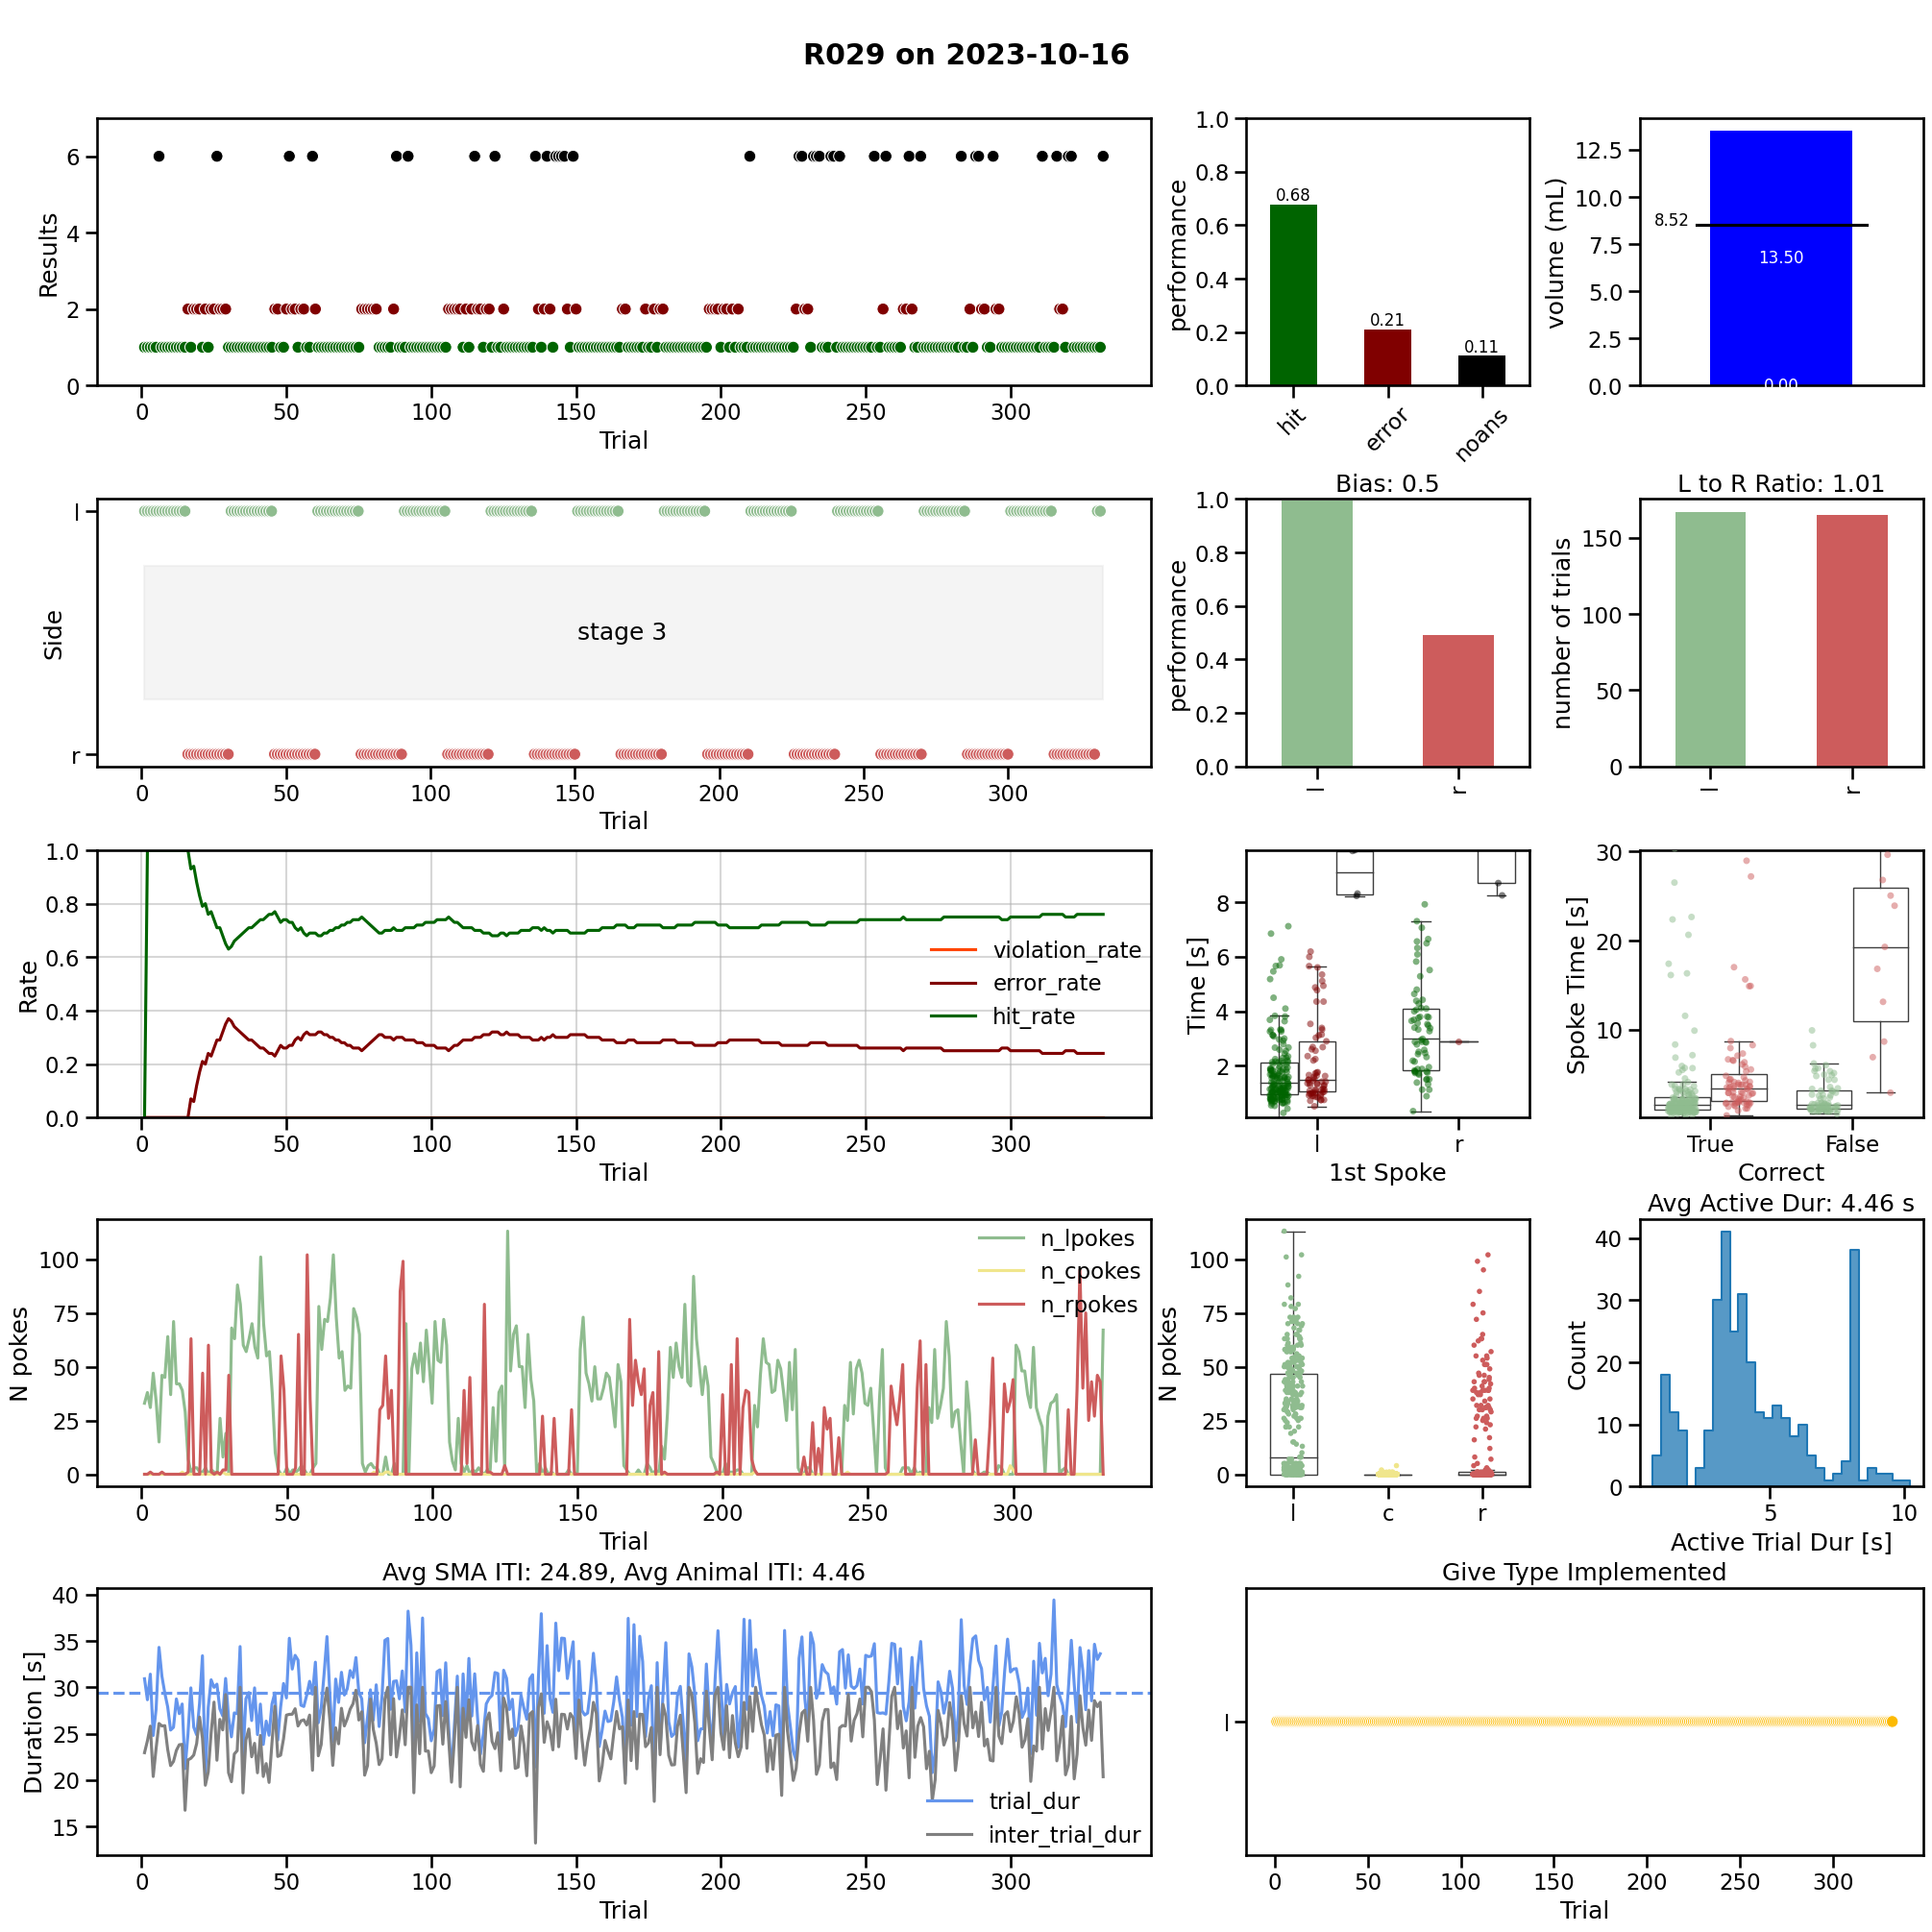 R029 on 2023-10-16
Results
6
4
2
0
0 50 100 150 200 250 300
Trial
performance
1.0
0.8
0.6
0.4
0.2
0.0
0.68
0.21
0.11
hit error noans
volume (mL)
12.5
10.0
7.5
5.0
2.5
0.0
8.52
13.50
0.00
Side
l
r
stage 3
0 50 100 150 200 250 300
Trial
Bias: 0.5
performance
1.0
0.8
0.6
0.4
0.2
0.0
l r
L to R Ratio: 1.01
number of trials
150
100
50
0
l r
Rate
1.0
0.8
0.6
0.4
0.2
0.0
violation_rate
error_rate
hit_rate
0 50 100 150 200 250 300
Trial
Time [s]
8
6
4
2
l r
1st Spoke
Spoke Time [s]
30
20
10
True False
Correct
N pokes
100
75
50
25
0
n_lpokes
n_cpokes
n_rpokes
0 50 100 150 200 250 300
Trial
N pokes
100
75
50
25
0
l c r
Avg Active Dur: 4.46 s
Count
40
30
20
10
0
5 10
Active Trial Dur [s]
Avg SMA ITI: 24.89, Avg Animal ITI: 4.46
Duration [s]
40
35
30
25
20
15
trial_dur
inter_trial_dur
0 50 100 150 200 250 300
Trial
Give Type Implemented
l
0 50 100 150 200 250 300
Trial